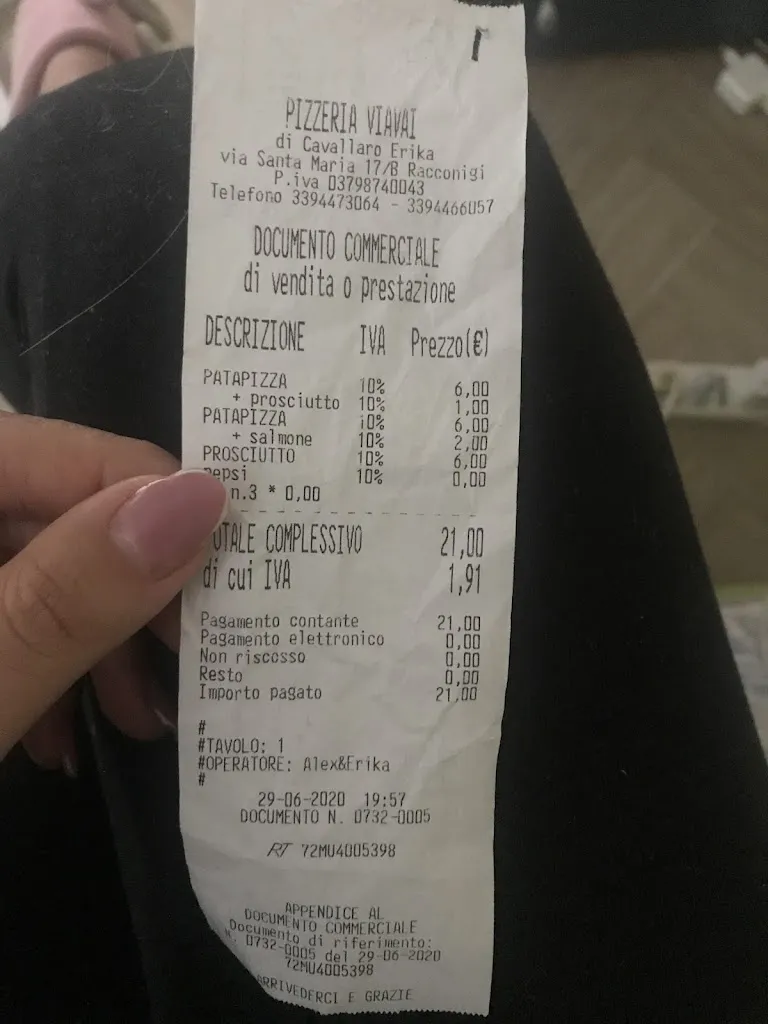 PIZZERIA VIAVAI
di Cavallaro Erika
via Santa Maria 17/B Racconigi
P.iva 03798740043
Telefono 3394473064 - 3394466057
DOCUMENTO COMMERCIALE
di vendita o prestazione
DESCRIZIONE IVA Prezzo(€)
PATAPIZZA 10% 6,00
+ prosciutto 10% 1,00
PATAPIZZA 10% 6,00
+ salmone 10% 2,00
PROSCIUTTO 10% 6,00
pepsi 10% 0,00
n.3 * 0,00
TOTALE COMPLESSIVO 21,00
di cui IVA 1,91
Pagamento contante 21,00
Pagamento elettronico 0,00
Non riscosso 0,00
Resto 0,00
Importo pagato 21,00
#
#TAVOLO: 1
#OPERATORE: Alex&Erika
#
29-06-2020 19:57
DOCUMENTO N. 0732-0005
RT 72MU4005398
APPENDICE AL
DOCUMENTO COMMERCIALE
Documento di riferimento:
N. 0732-0005 del 29-06-2020
72MU4005398
ARRIVEDERCI E GRAZIE